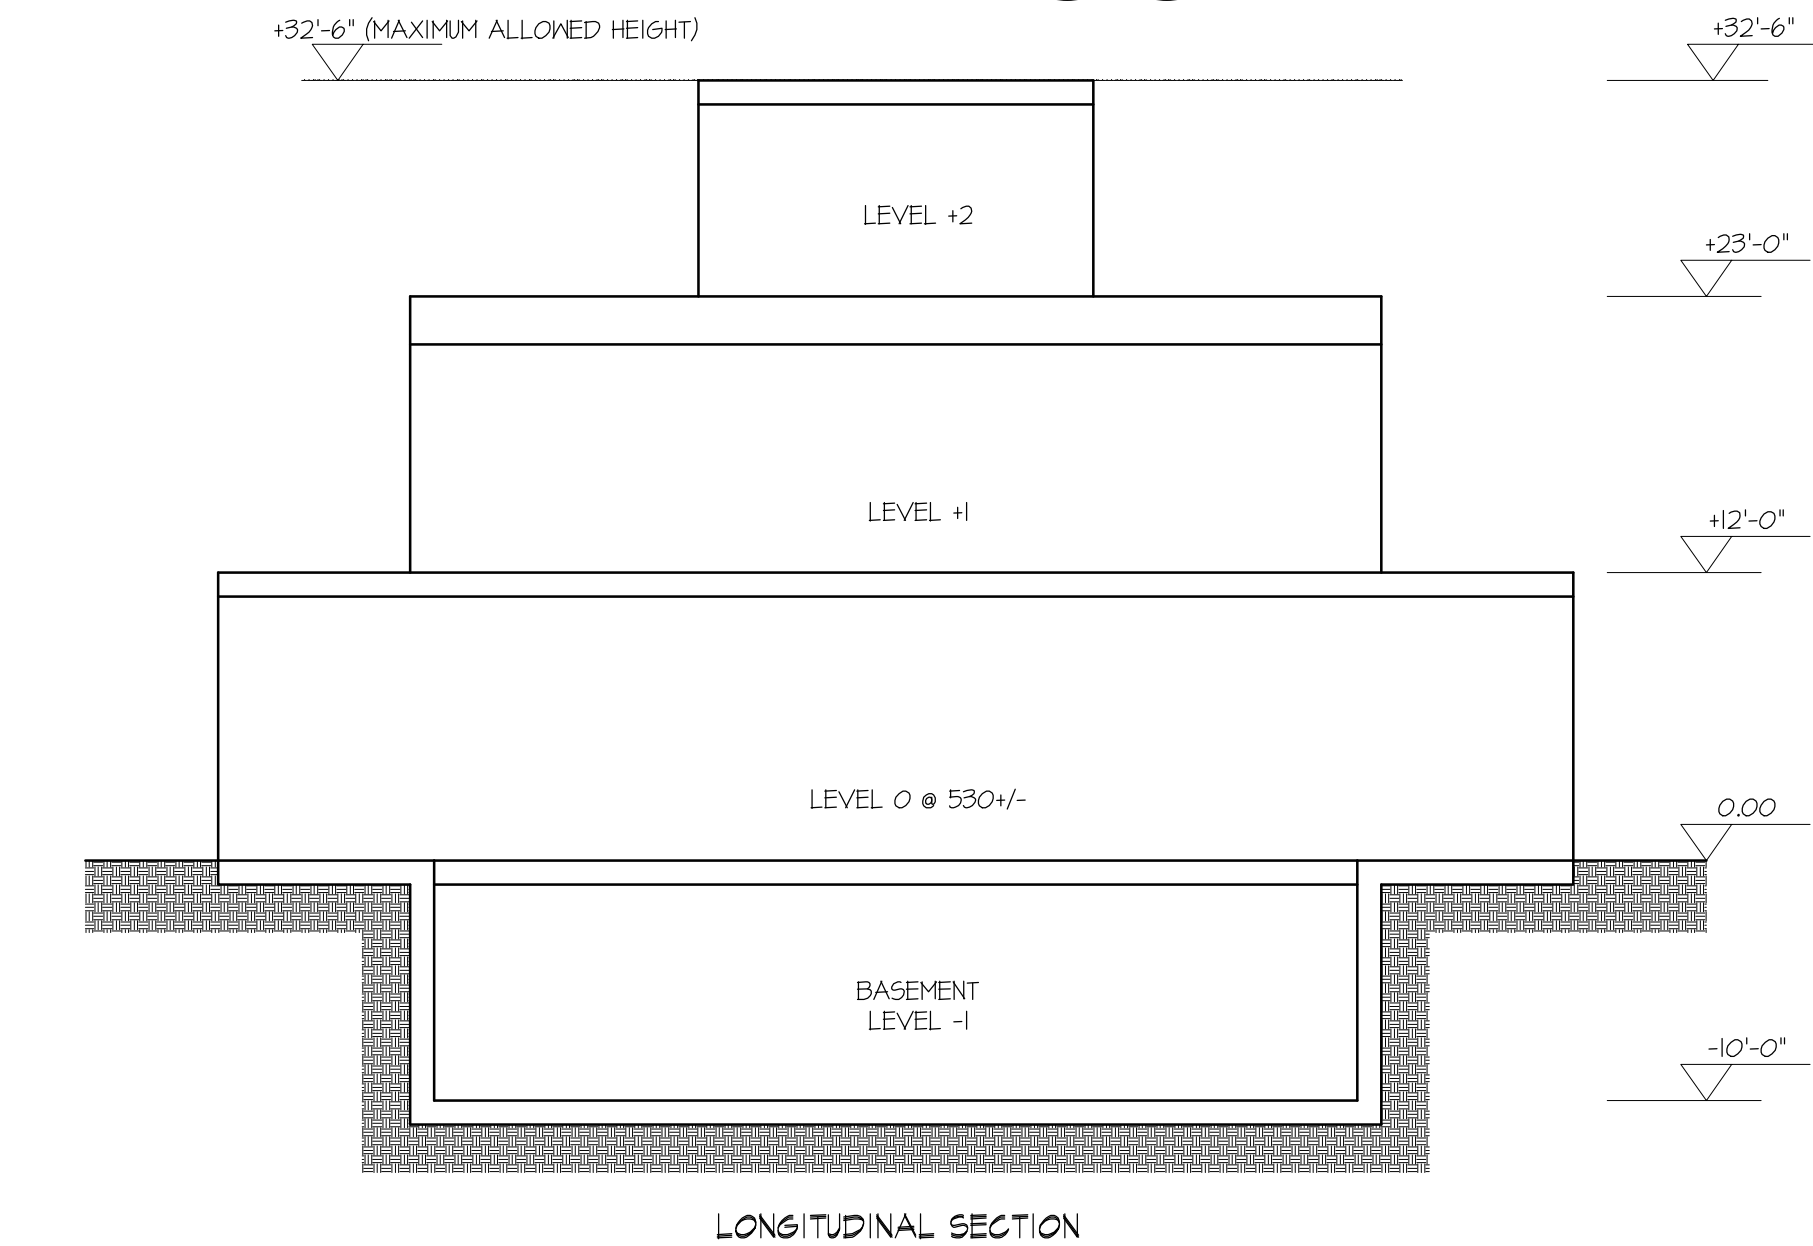 +32'-6" (MAXIMUM ALLOWED HEIGHT)
+32'-6"
LEVEL +2
+23'-0"
LEVEL +1
+12'-0"
LEVEL 0 @ 530+/-
0.00
BASEMENT
LEVEL -1
-10'-0"
LONGITUDINAL SECTION